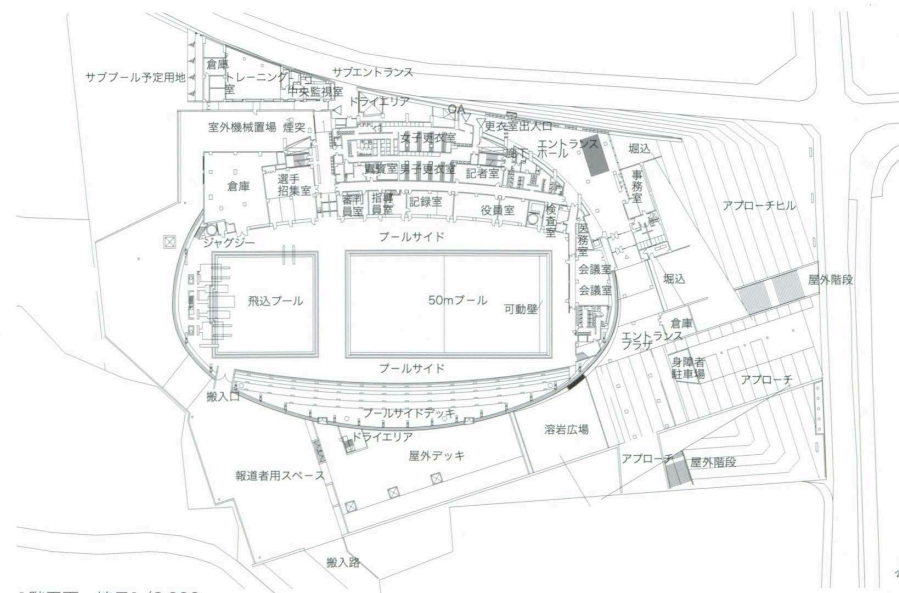 サブプール予定用地
倉庫
トレーニング
室
中央監視室
サブエントランス
ドライエリア
OA
室外機械置場
煙突
女子更衣室
更衣室出入口
エントランス
ホール
堀込
事務室
アプローチヒル
倉庫
選手
招集室
男子更衣室
記者室
審判
員室
指導
員室
記録室
役員室
検査室
医務室
ジャグジー
プールサイド
会議室
会議室
堀込
屋外階段
飛込プール
50mプール
可動壁
倉庫
エントランス
プラザ
身障者
駐車場
アプローチ
プールサイド
搬入口
プールサイドデッキ
ドライエリア
溶岩広場
屋外デッキ
アプローチ
屋外階段
報道者用スペース
搬入路